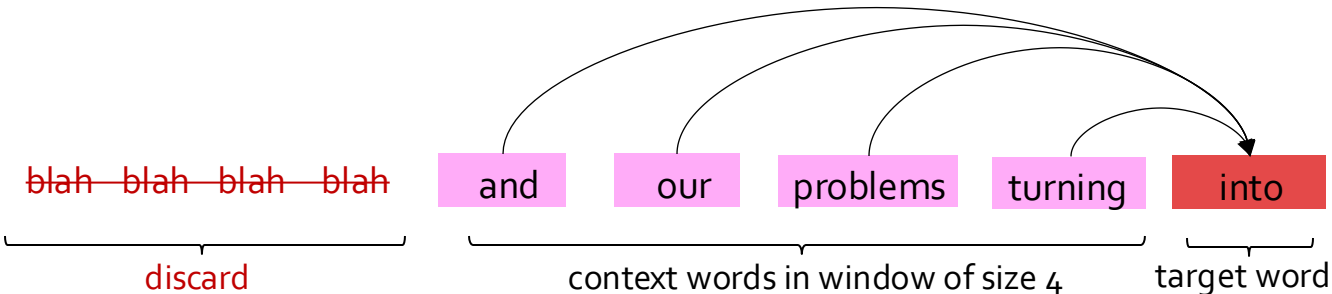 blah blah blah blah and our problems turning into
discard context words in window of size 4 target word